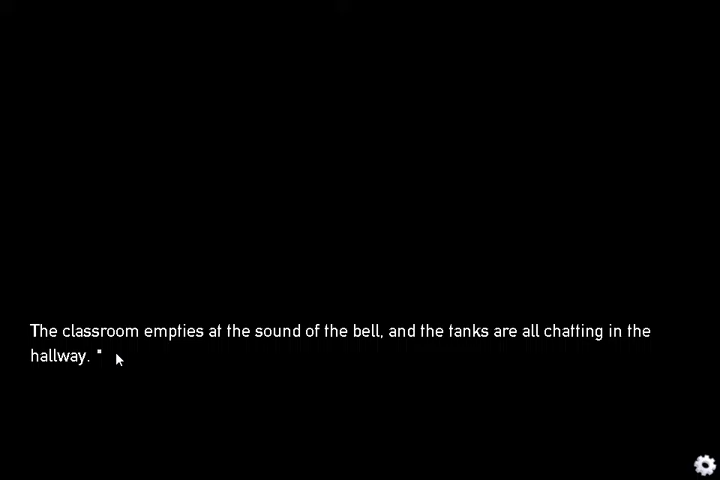 The classroom empties at the sound of the bell, and the tanks are all chatting in the
hallway.